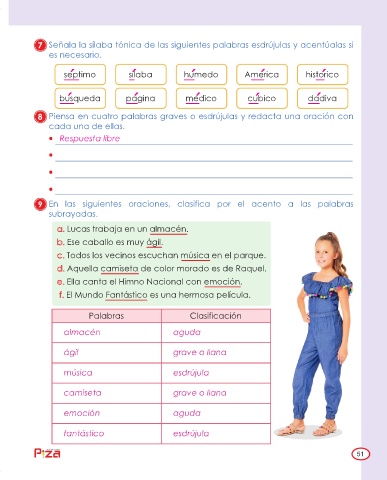 7 Señala la sílaba tónica de las siguientes palabras esdrújulas y acentúalas si
es necesario.
séptimo sílaba húmedo América histórico
búsqueda página médico cúbico dádiva
8 Piensa en cuatro palabras graves o esdrújulas y redacta una oración con
cada una de ellas.
• Respuesta libre
•
•
•
9 En las siguientes oraciones, clasifica por el acento a las palabras
subrayadas.
a. Lucas trabaja en un almacén.
b. Ese caballo es muy ágil.
c. Todos los vecinos escuchan música en el parque.
d. Aquella camiseta de color morado es de Raquel.
e. Ella canta el Himno Nacional con emoción.
f. El Mundo Fantástico es una hermosa película.
Palabras Clasificación
almacén aguda
ágil grave o llana
música esdrújula
camiseta grave o llana
emoción aguda
fantástico esdrújula
Piza 51